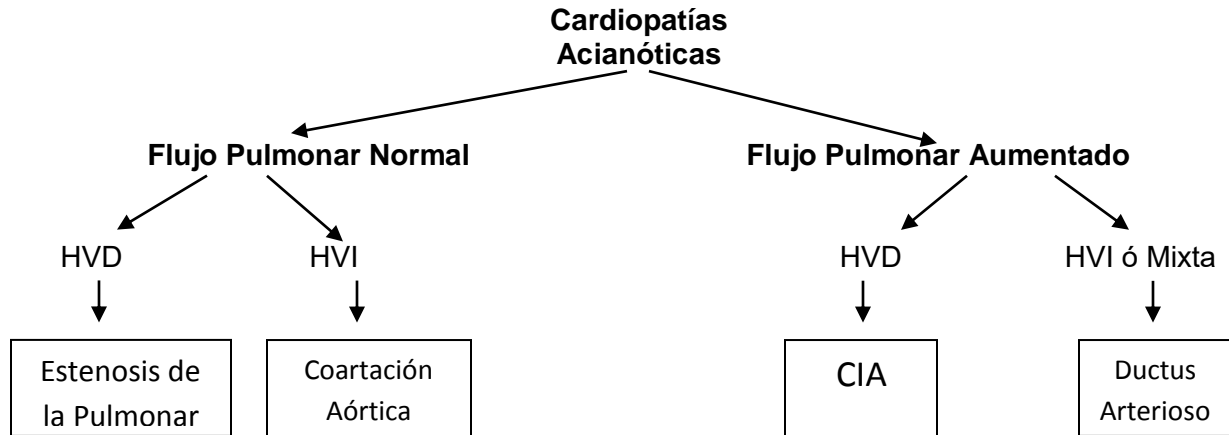 Cardiopatías
Acianóticas
Flujo Pulmonar Normal
Flujo Pulmonar Aumentado
HVD
HVI
HVD
HVI ó Mixta
Estenosis de
la Pulmonar
Coartación
Aórtica
CIA
Ductus
Arterioso